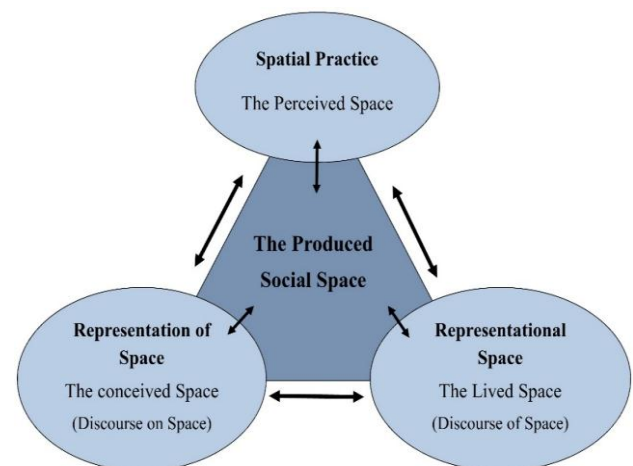 Spatial Practice
The Perceived Space
The Produced
Social Space
Representation of
Space
The conceived Space
(Discourse on Space)
Representational
Space
The Lived Space
(Discourse of Space)